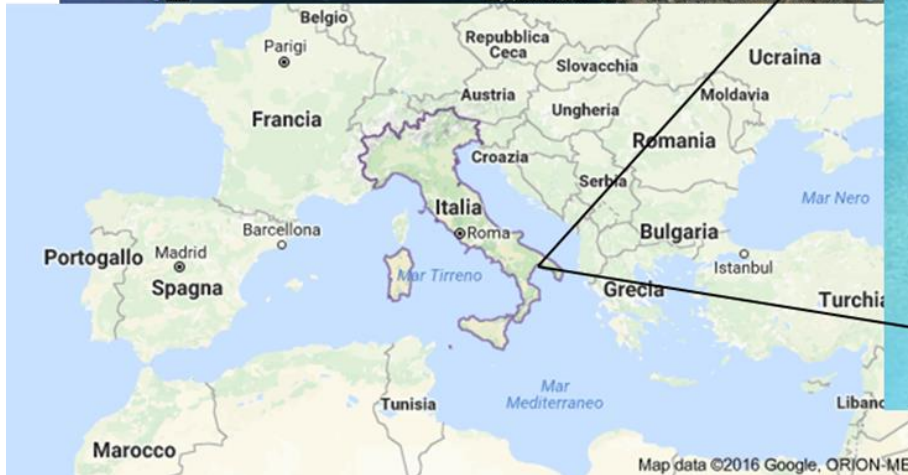 Belgio
Parigi
Repubblica
Ceca
Ucraina
Slovacchia
Austria
Moldavia
Ungheria
Francia
Romania
Croazia
Serbia
Mar Nero
Italia
Barcellona
Roma
Bulgaria
Portogallo
Madrid
Istanbul
Mar Tirreno
Spagna
Grecia
Turchia
Mar
Mediterraneo
Tunisia
Libano
Marocco
Map data ©2016 Google, ORION-ME